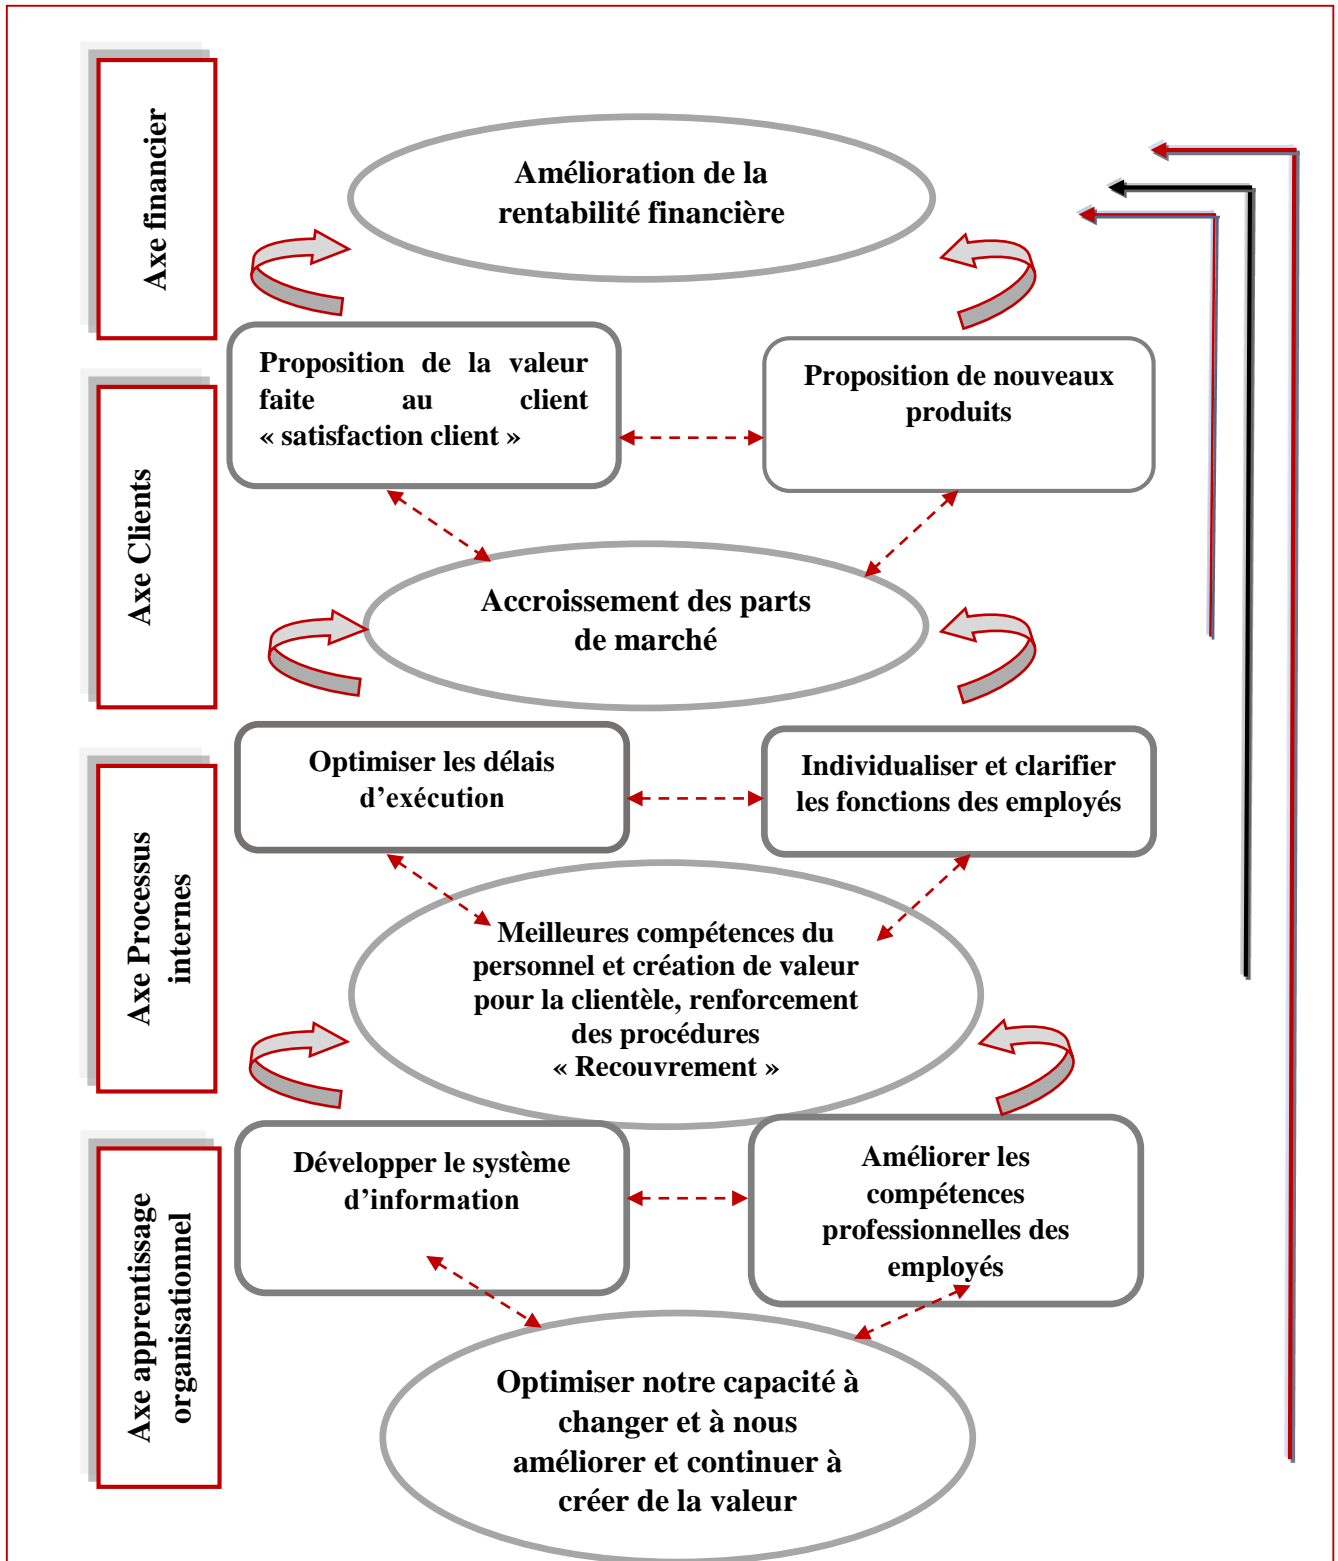 Axe financier
Amélioration de la
rentabilité financière
Proposition de la valeur
faite au client
« satisfaction client »
Proposition de nouveaux
produits
Axe Clients
Accroissement des parts
de marché
Optimiser les délais
d’exécution
Individualiser et clarifier
les fonctions des employés
Axe Processus
internes
Meilleures compétences du
personnel et création de valeur
pour la clientèle, renforcement
des procédures
« Recouvrement »
Développer le système
d’information
Améliorer les
compétences
professionnelles des
employés
Axe apprentissage
organisationnel
Optimiser notre capacité à
changer et à nous
améliorer et continuer à
créer de la valeur